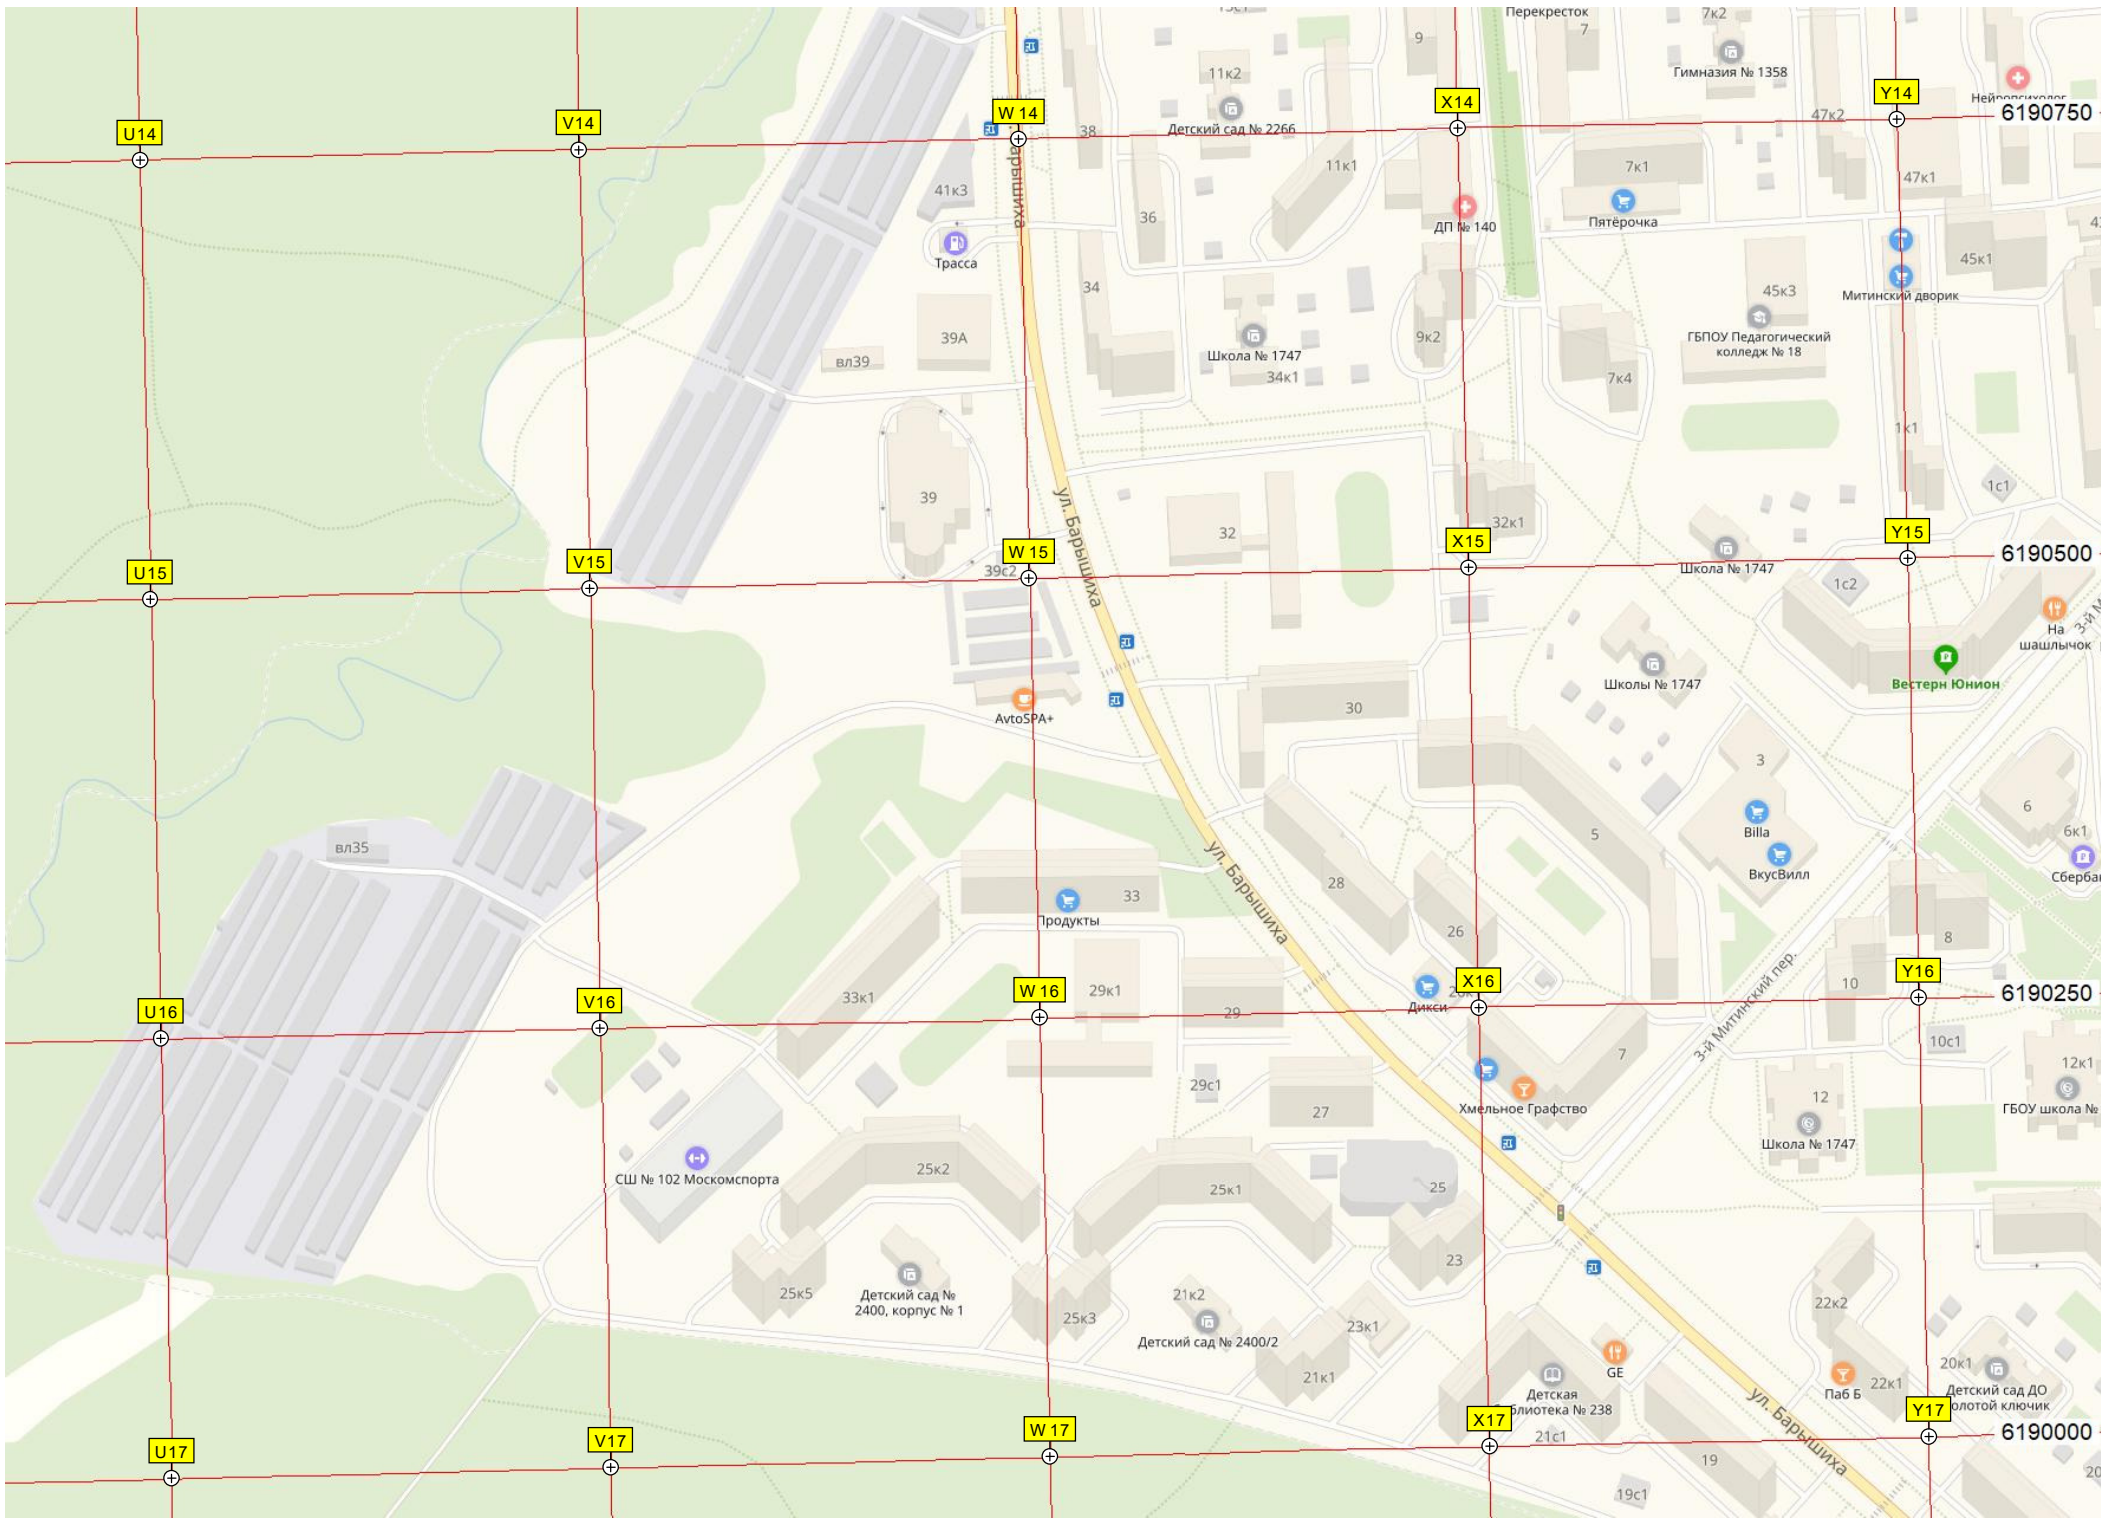 Перекресток
7
7к2
9
11к2
Гимназия № 1358
Y14
X14
W 14
V14
U14
6190750
38
Детский сад № 2266
47к2
11к1
7к1
47к1
41к3
36
Пятёрочка
ДП № 140
Трасса
45к1
34
45к3
Митинский дворик
39А
9к2
ГБПОУ Педагогический
колледж № 18
вл39
Школа № 1747
34к1
7к4
1к1
39
ул. Барышиха
1с1
32к1
32
Y15
X15
W 15
V15
U15
6190500
39с2
Школа № 1747
1с2
На
шашлычок
Школы № 1747
Вестерн Юнион
30
AvtoSPA+
3
6
Billa
5
6к1
вл35
ВкусВилл
28
ул. Барышиха
33
Продукты
26
8
Y16
X16
W 16
V16
U16
6190250
10
29к1
33к1
Дикси
29
3-й Митинский пер.
10с1
7
12к1
29с1
12
27
Хмельное Графство
ГБОУ школа №
Школа № 1747
25к2
СШ № 102 Москомспорта
25к1
25
23
25к5
Детский сад №
2400, корпус № 1
21к2
22к2
25к3
23к1
Детский сад № 2400/2
20к1
GE
21к1
Детская
Паб Б
22к1
Детский сад ДО
№ 238
ключик
Y17
X17
W 17
V17
U17
6190000
21с1
ул. Барышиха
19
19с1